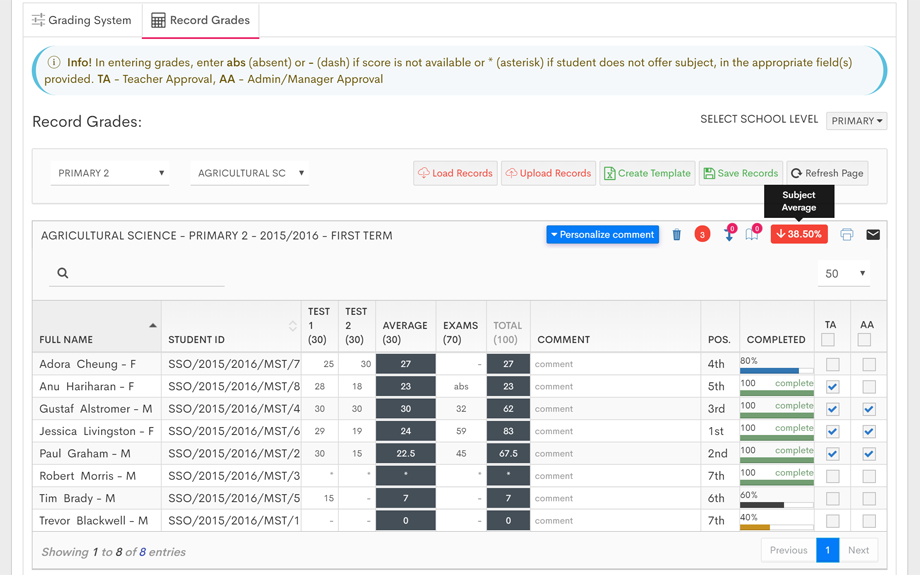 Grading System Record Grades
Info! In entering grades, enter abs (absent) or - (dash) if score is not available or * (asterisk) if student does not offer subject, in the appropriate field(s)
provided. TA - Teacher Approval, AA - Admin/Manager Approval
Record Grades: SELECT SCHOOL LEVEL PRIMARY
PRIMARY 2 AGRICULTURAL SC Load Records Upload Records Create Template Save Records Refresh Page
Subject
Average
AGRICULTURAL SCIENCE - PRIMARY 2 - 2015/2016 - FIRST TERM Personalize comment 3 0 0 38.50%
50
FULL NAME STUDENT ID TEST 1 (30) TEST 2 (30) AVERAGE (30) EXAMS (70) TOTAL (100) COMMENT POS. COMPLETED TA AA
Adora Cheung - F SSO/2015/2016/MST/7 25 30 27 - 27 comment 4th 80%
Anu Hariharan - F SSO/2015/2016/MST/8 28 18 23 abs 23 comment 5th 100 complete
Gustaf Alstromer - M SSO/2015/2016/MST/4 30 30 30 32 62 comment 3rd 100 complete
Jessica Livingston - F SSO/2015/2016/MST/6 29 19 24 59 83 comment 1st 100 complete
Paul Graham - M SSO/2015/2016/MST/2 30 15 22.5 45 67.5 comment 2nd 100 complete
Robert Morris - M SSO/2015/2016/MST/3 * * * * * comment 7th 100 complete
Tim Brady - M SSO/2015/2016/MST/5 15 - 7 - 7 comment 6th 60%
Trevor Blackwell - M SSO/2015/2016/MST/1 - - 0 - 0 comment 7th 40%
Showing 1 to 8 of 8 entries Previous 1 Next